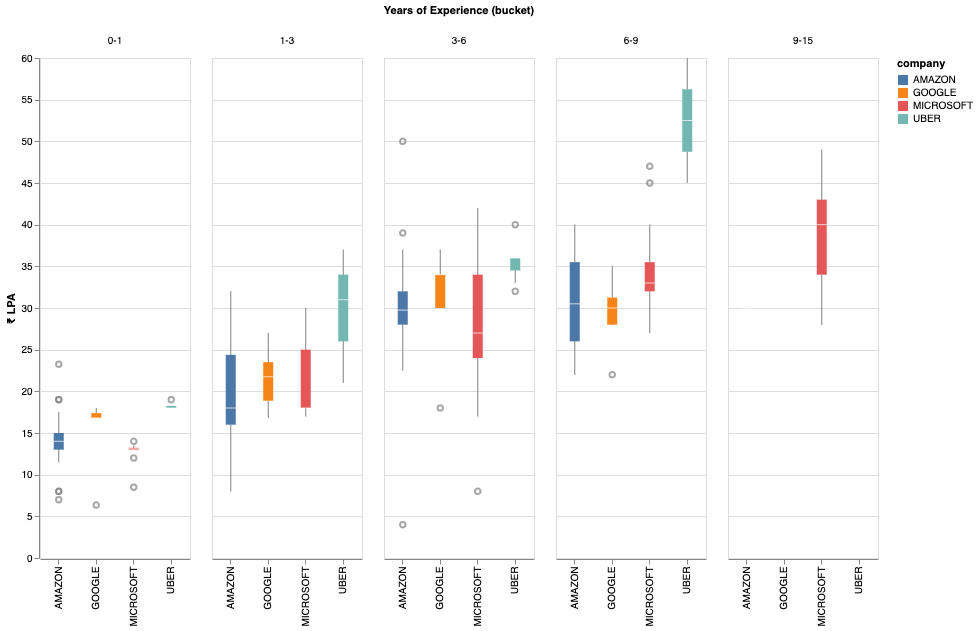 Years of Experience (bucket)
0-1 1-3 3-6 6-9 9-15
company
AMAZON
GOOGLE
MICROSOFT
UBER
₹ LPA
60
55
50
45
40
35
30
25
20
15
10
5
0
AMAZON GOOGLE MICROSOFT UBER AMAZON GOOGLE MICROSOFT UBER AMAZON GOOGLE MICROSOFT UBER AMAZON GOOGLE MICROSOFT UBER AMAZON GOOGLE MICROSOFT UBER